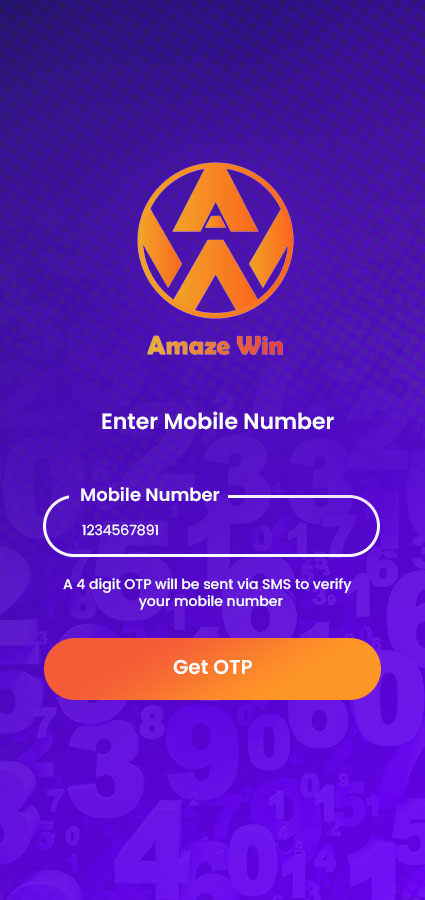 Amaze Win
Enter Mobile Number
Mobile Number
1234567891
A 4 digit OTP will be sent via SMS to verify
your mobile number
Get OTP